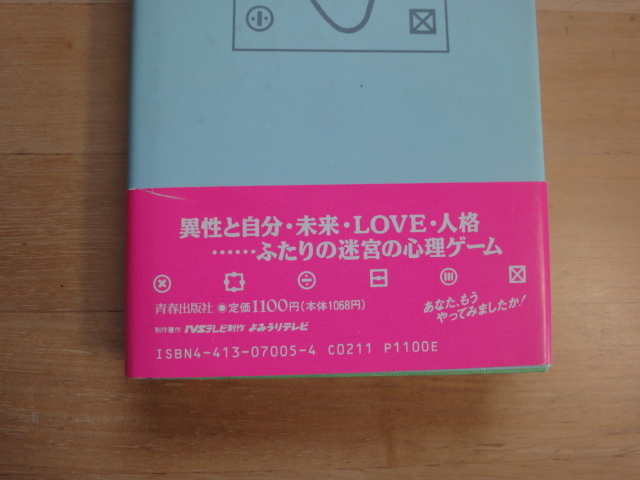 異性と自分・未来・LOVE・人格
……ふたりの迷宮の心理ゲーム
青春出版社 ◉定価1100円(本体1068円)
あなた、もう
やってみましたか!
制作著作 IVSテレビ制作 よみうりテレビ
ISBN4-413-07005-4 C0211 P1100E